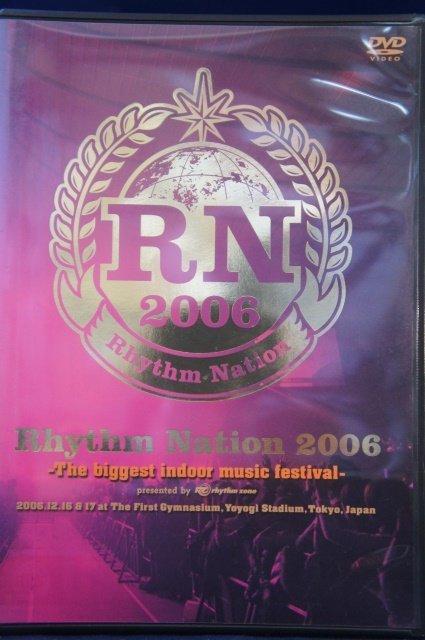 DVD
VIDEO
RN
2006
Rhythm Nation
Rhythm Nation 2006
-The biggest indoor music festival-
presented by RZ rhythm zone
2006.12.16 & 17 at The First Gymnasium, Yoyogi Stadium, Tokyo, Japan